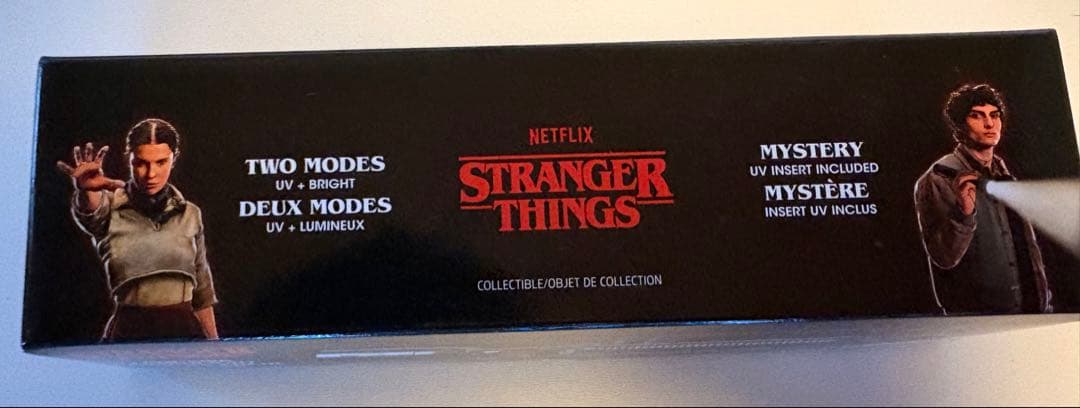 TWO MODES
UV + BRIGHT
DEUX MODES
UV + LUMINEUX
NETFLIX
STRANGER
THINGS
COLLECTIBLE/OBJET DE COLLECTION
MYSTERY
UV INSERT INCLUDED
MYSTÈRE
INSERT UV INCLUS